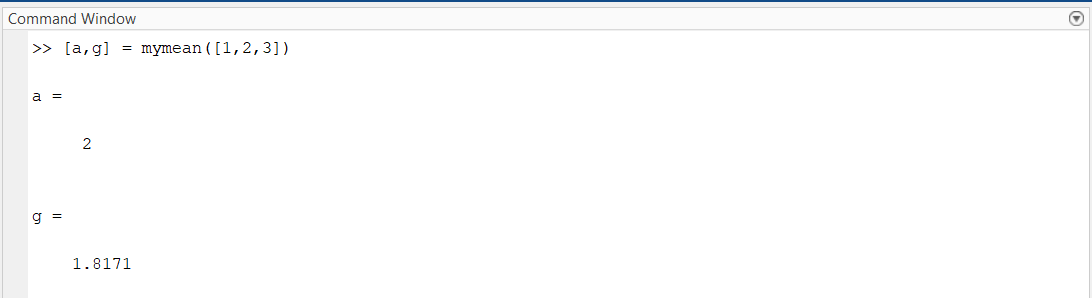 Command Window
>> [a,g] = mymean([1,2,3])
a =
2
g =
1.8171